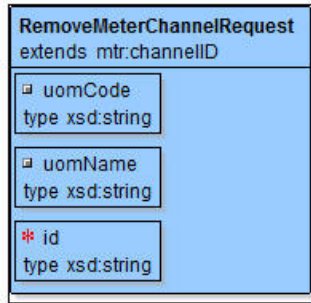 RemoveMeterChannelRequest
extends mtr:channelID
uomCode
type xsd:string
uomName
type xsd:string
* id
type xsd:string